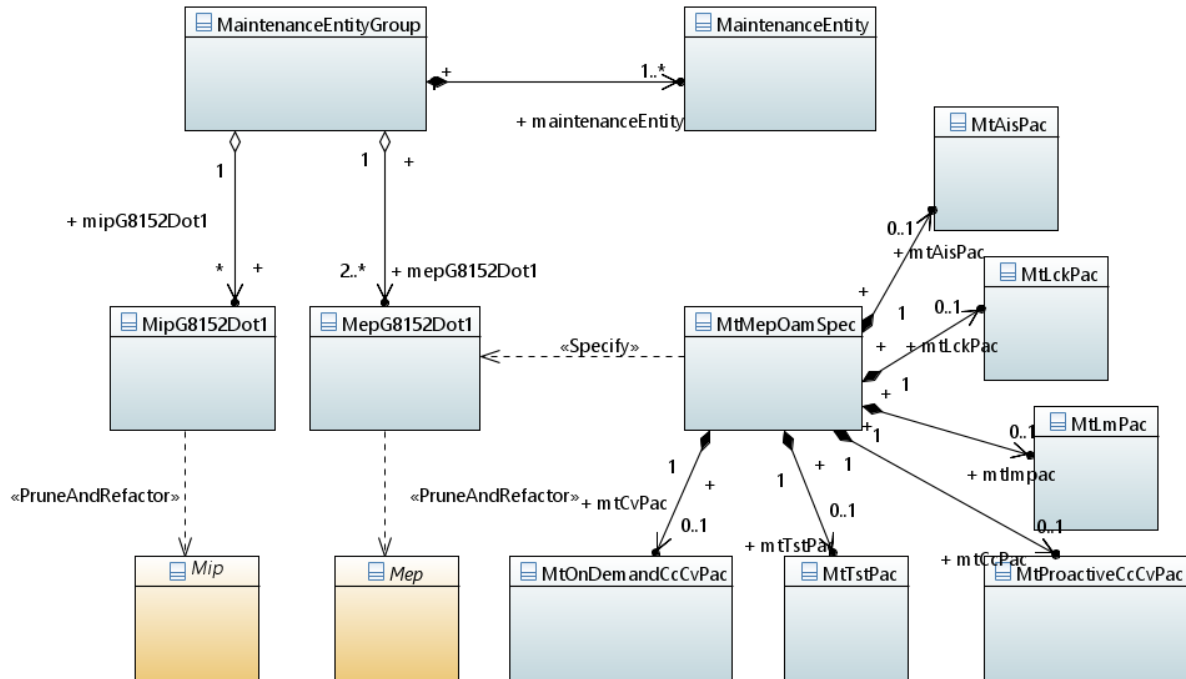 MaintenanceEntityGroup
MaintenanceEntity
+
1..*
+ maintenanceEntity
MtAisPac
1
1
+
+ mipG8152Dot1
0..1
+ mtAisPac
*
+
2..*
+ mepG8152Dot1
MtLckPac
+
1
0..1
MipG8152Dot1
MepG8152Dot1
MtMepOamSpec
«Specify»
+
+ mtLckPac
1
+
MtLmPac
+
1
0..1
1
1
+
1
+ mtlmpac
«PruneAndRefactor»
«PruneAndRefactor»
+ mtCvPac
+
0..1
0..1
0..1
+ mtTstPac
+ mtCcPac
Mip
Mep
MtOnDemandCcCvPac
MtTstPac
MtProactiveCcCvPac